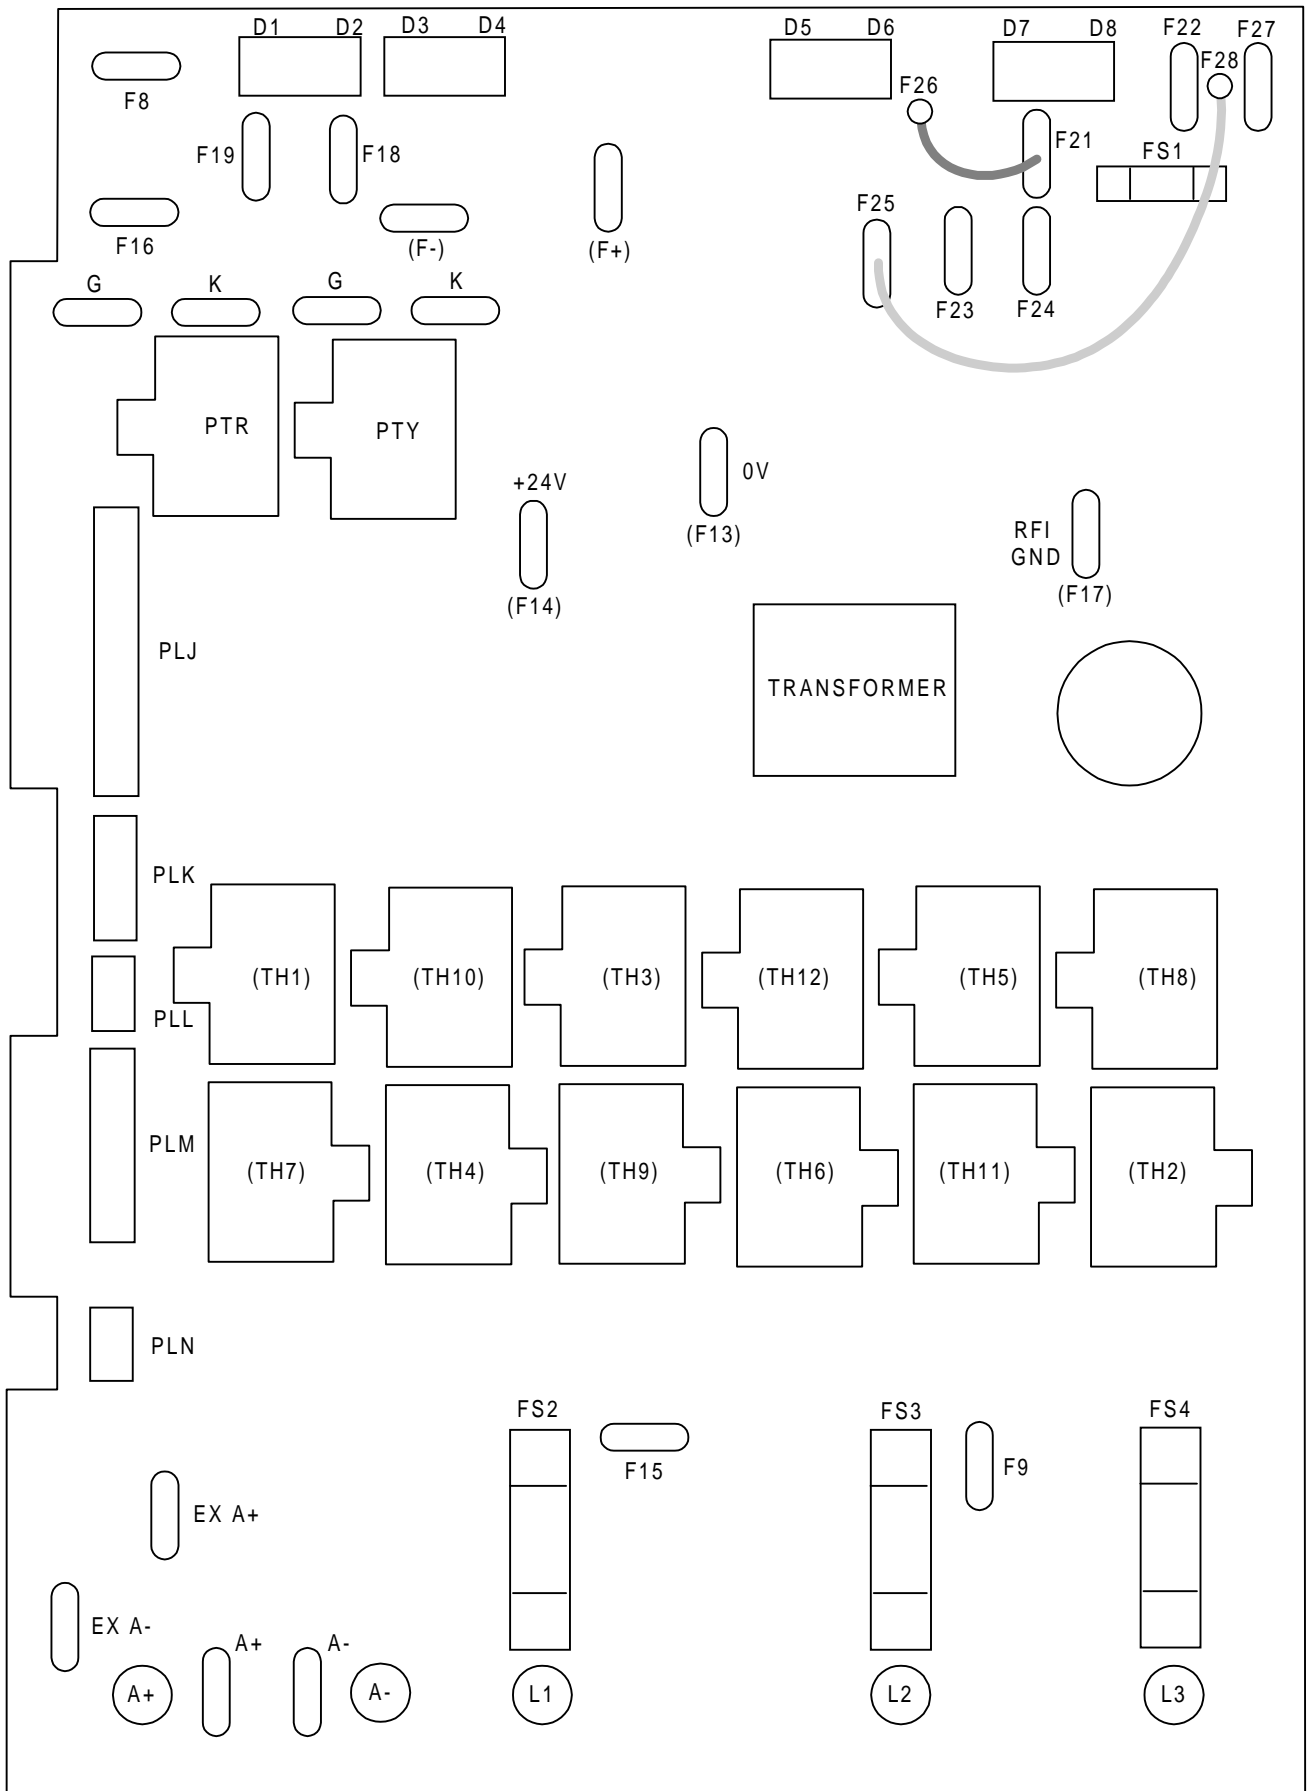 D1
D2
D3
D4
D5
D6
D7
D8
F22
F27
F28
F26
F8
F19
F18
F21
FS1
F25
F16
(F-)
(F+)
F23
F24
G
K
G
K
PTR
PTY
+24V
0V
(F13)
RFI
GND
(F14)
(F17)
PLJ
TRANSFORMER
PLK
(TH1)
(TH10)
(TH3)
(TH12)
(TH5)
(TH8)
PLL
PLM
(TH7)
(TH4)
(TH9)
(TH6)
(TH11)
(TH2)
PLN
FS2
FS3
FS4
F15
F9
EX A+
EX A-
A+
A-
A+
A-
L1
L2
L3